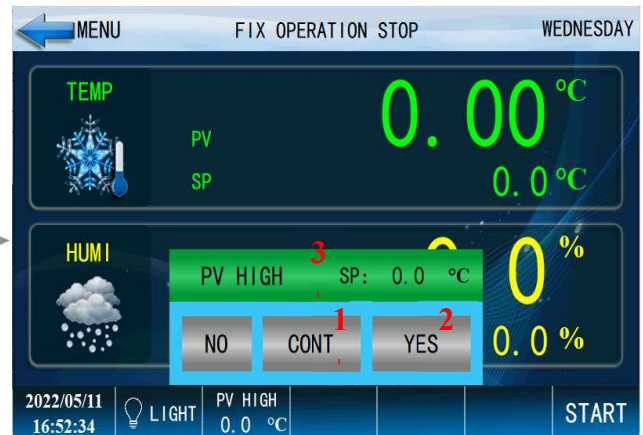 MENU FIX OPERATION STOP WEDNESDAY
TEMP 0.00 °C
PV
SP 0.0 °C
HUMI 0 %
3
PV HIGH SP: 0.0 °C
1 2
NO CONT YES 0.0 %
2022/05/11 LIGHT PV HIGH START
16:52:34 0.0 °C